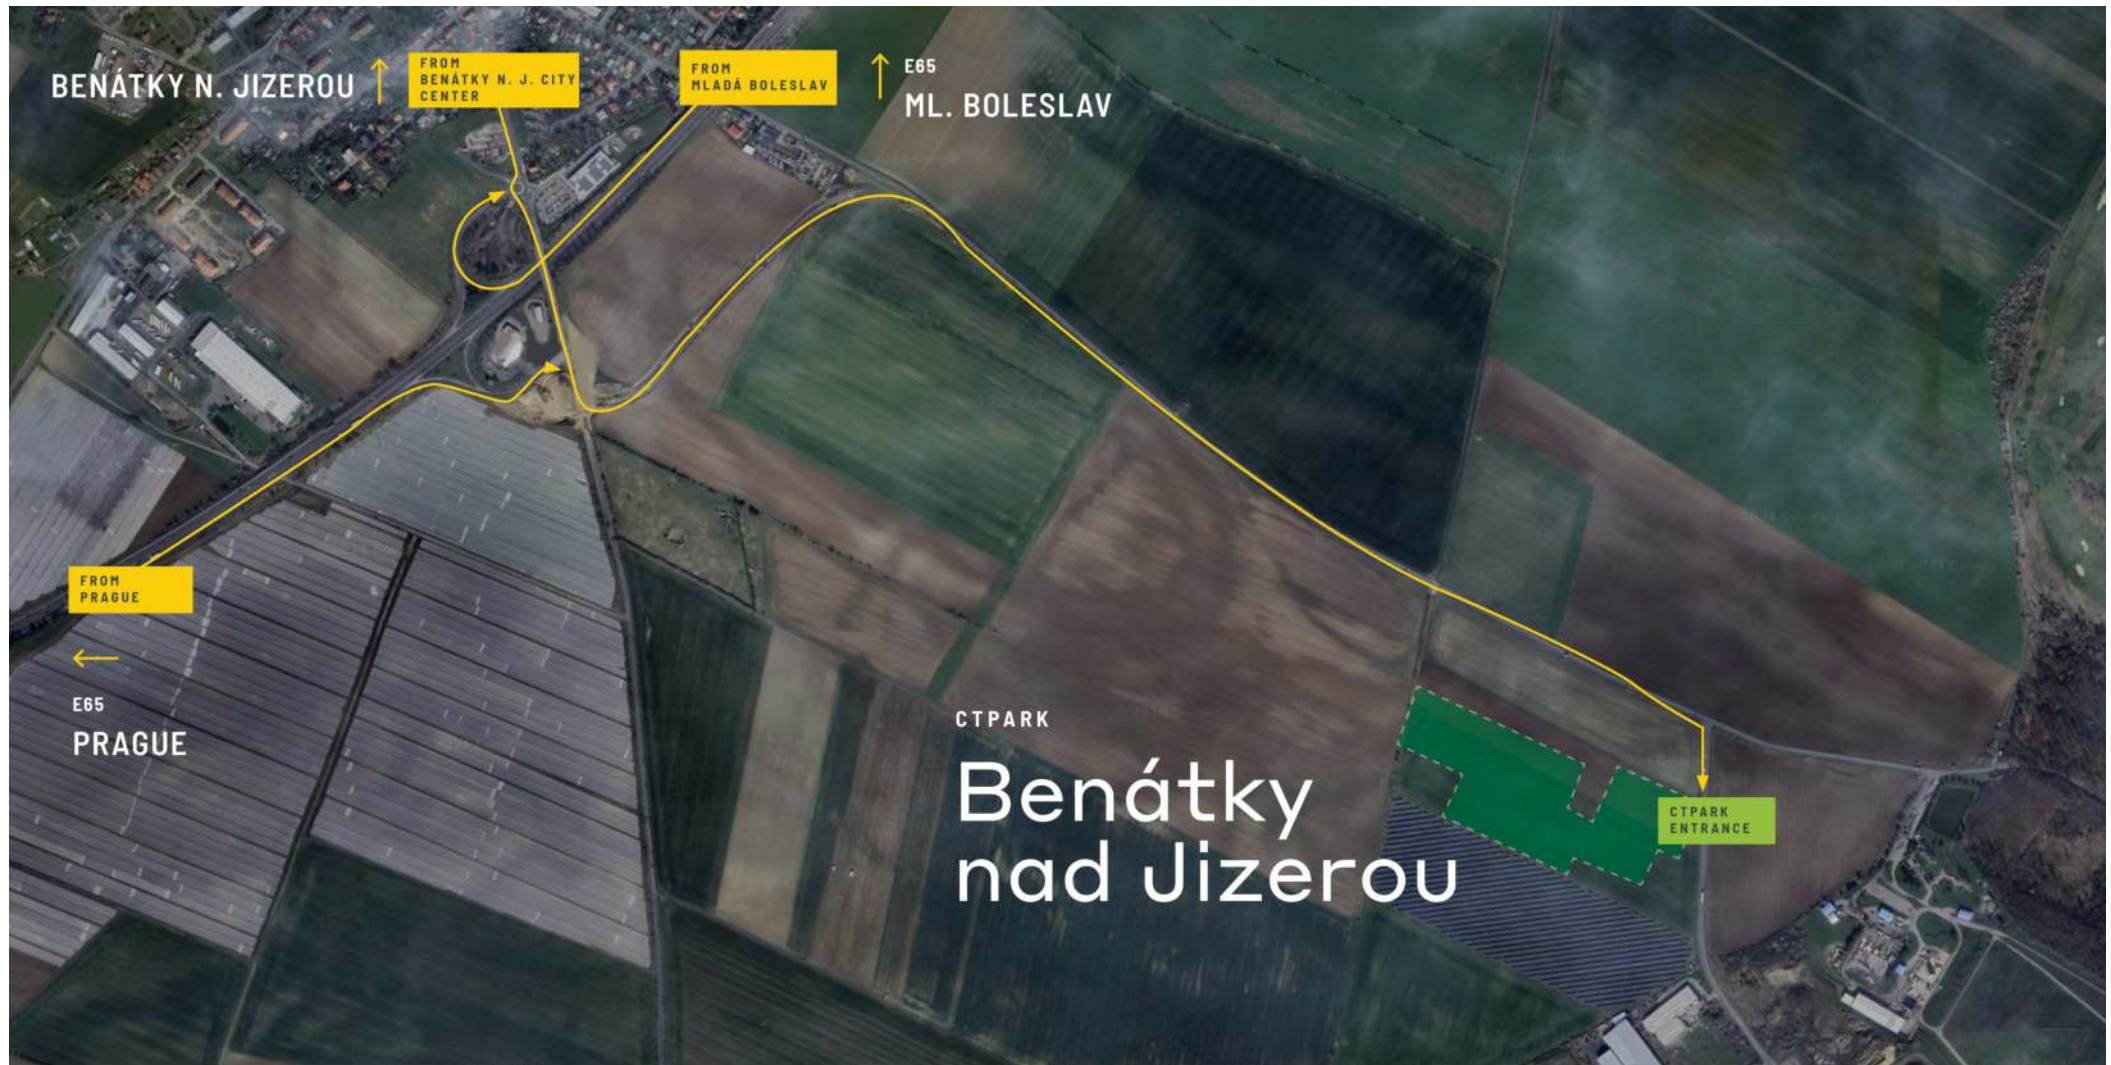 BENÁTKY N. JIZEROU
FROM
BENÁTKY N. J. CITY
CENTER
FROM
MLADÁ BOLESLAV
E65
ML. BOLESLAV
FROM
PRAGUE
E65
PRAGUE
CTPARK
Benátky
nad Jizerou
CTPARK
ENTRANCE